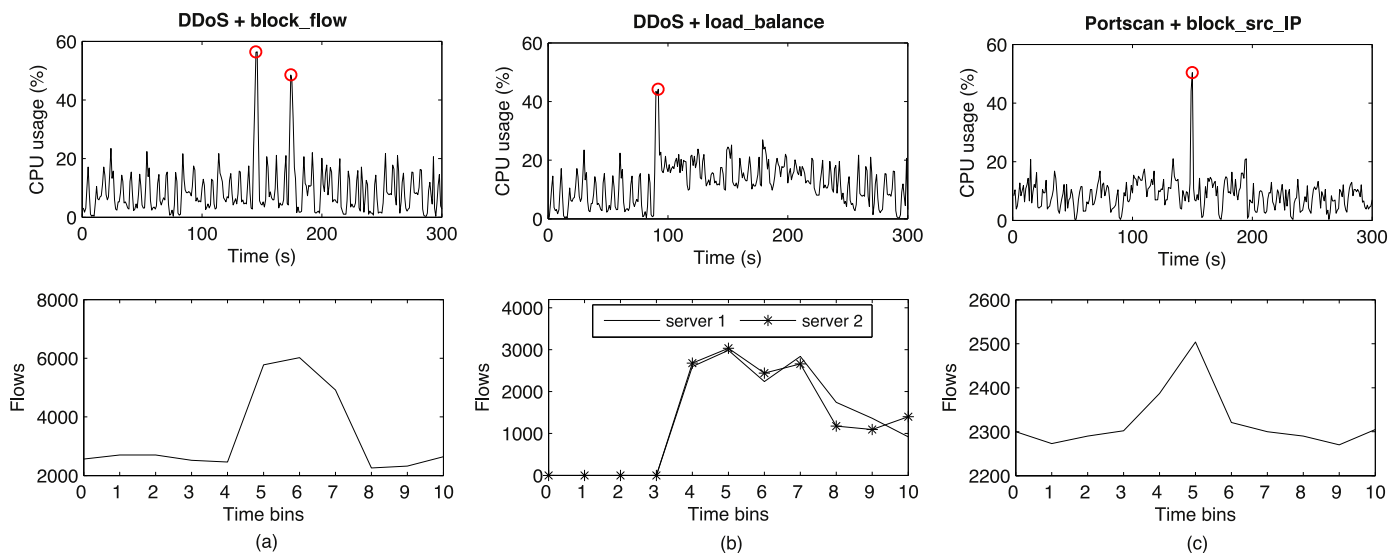 DDoS + block_flow
60
40
20
0
CPU usage (%)
0 100 200 300
Time (s)
8000
6000
4000
2000
Flows
0 1 2 3 4 5 6 7 8 9 10
Time bins
(a)
DDoS + load_balance
60
40
20
0
CPU usage (%)
0 100 200 300
Time (s)
server 1 server 2
4000
3000
2000
1000
0
Flows
0 1 2 3 4 5 6 7 8 9 10
Time bins
(b)
Portscan + block_src_IP
60
40
20
0
CPU usage (%)
0 100 200 300
Time (s)
2600
2500
2400
2300
2200
Flows
0 1 2 3 4 5 6 7 8 9 10
Time bins
(c)